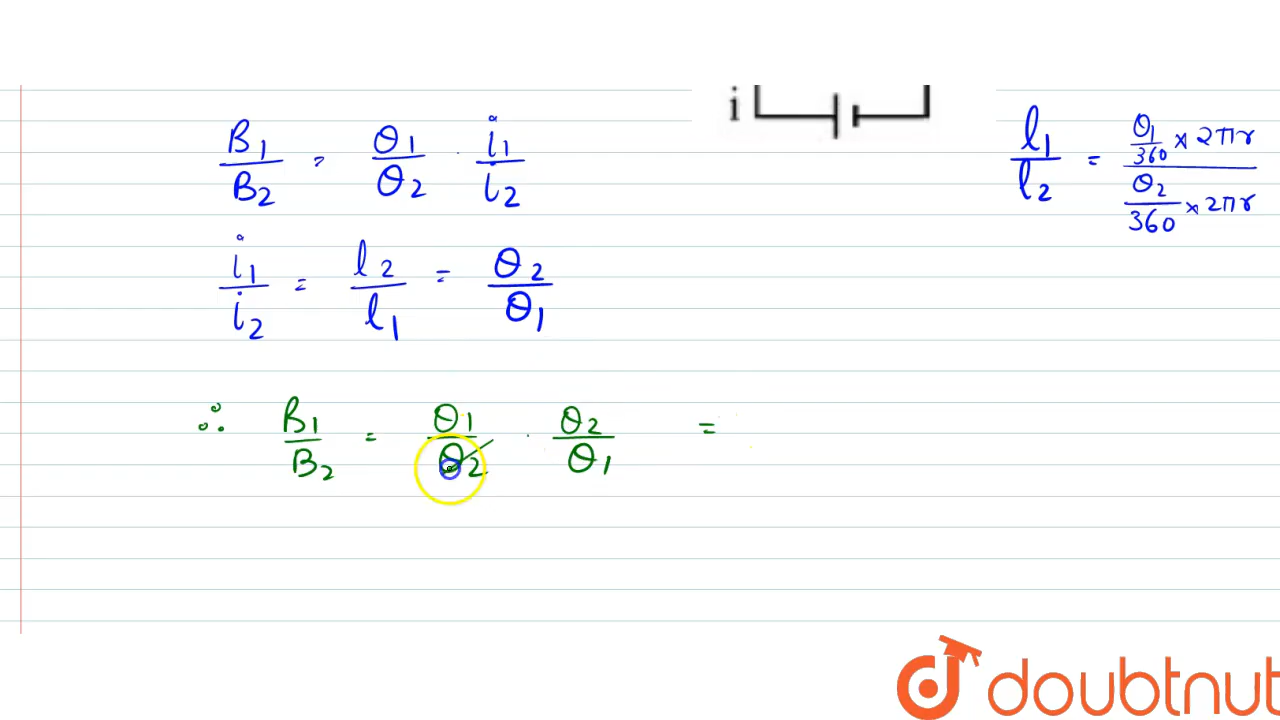 i
B1/B2 = θ1/θ2 · i1/i2
l1/l2 = (θ1/360 × 2πr)/(θ2/360 × 2πr)
i1/i2 = l2/l1 = θ2/θ1
∴ B1/B2 = θ1/θ2 · θ2/θ1 =
doubtnut